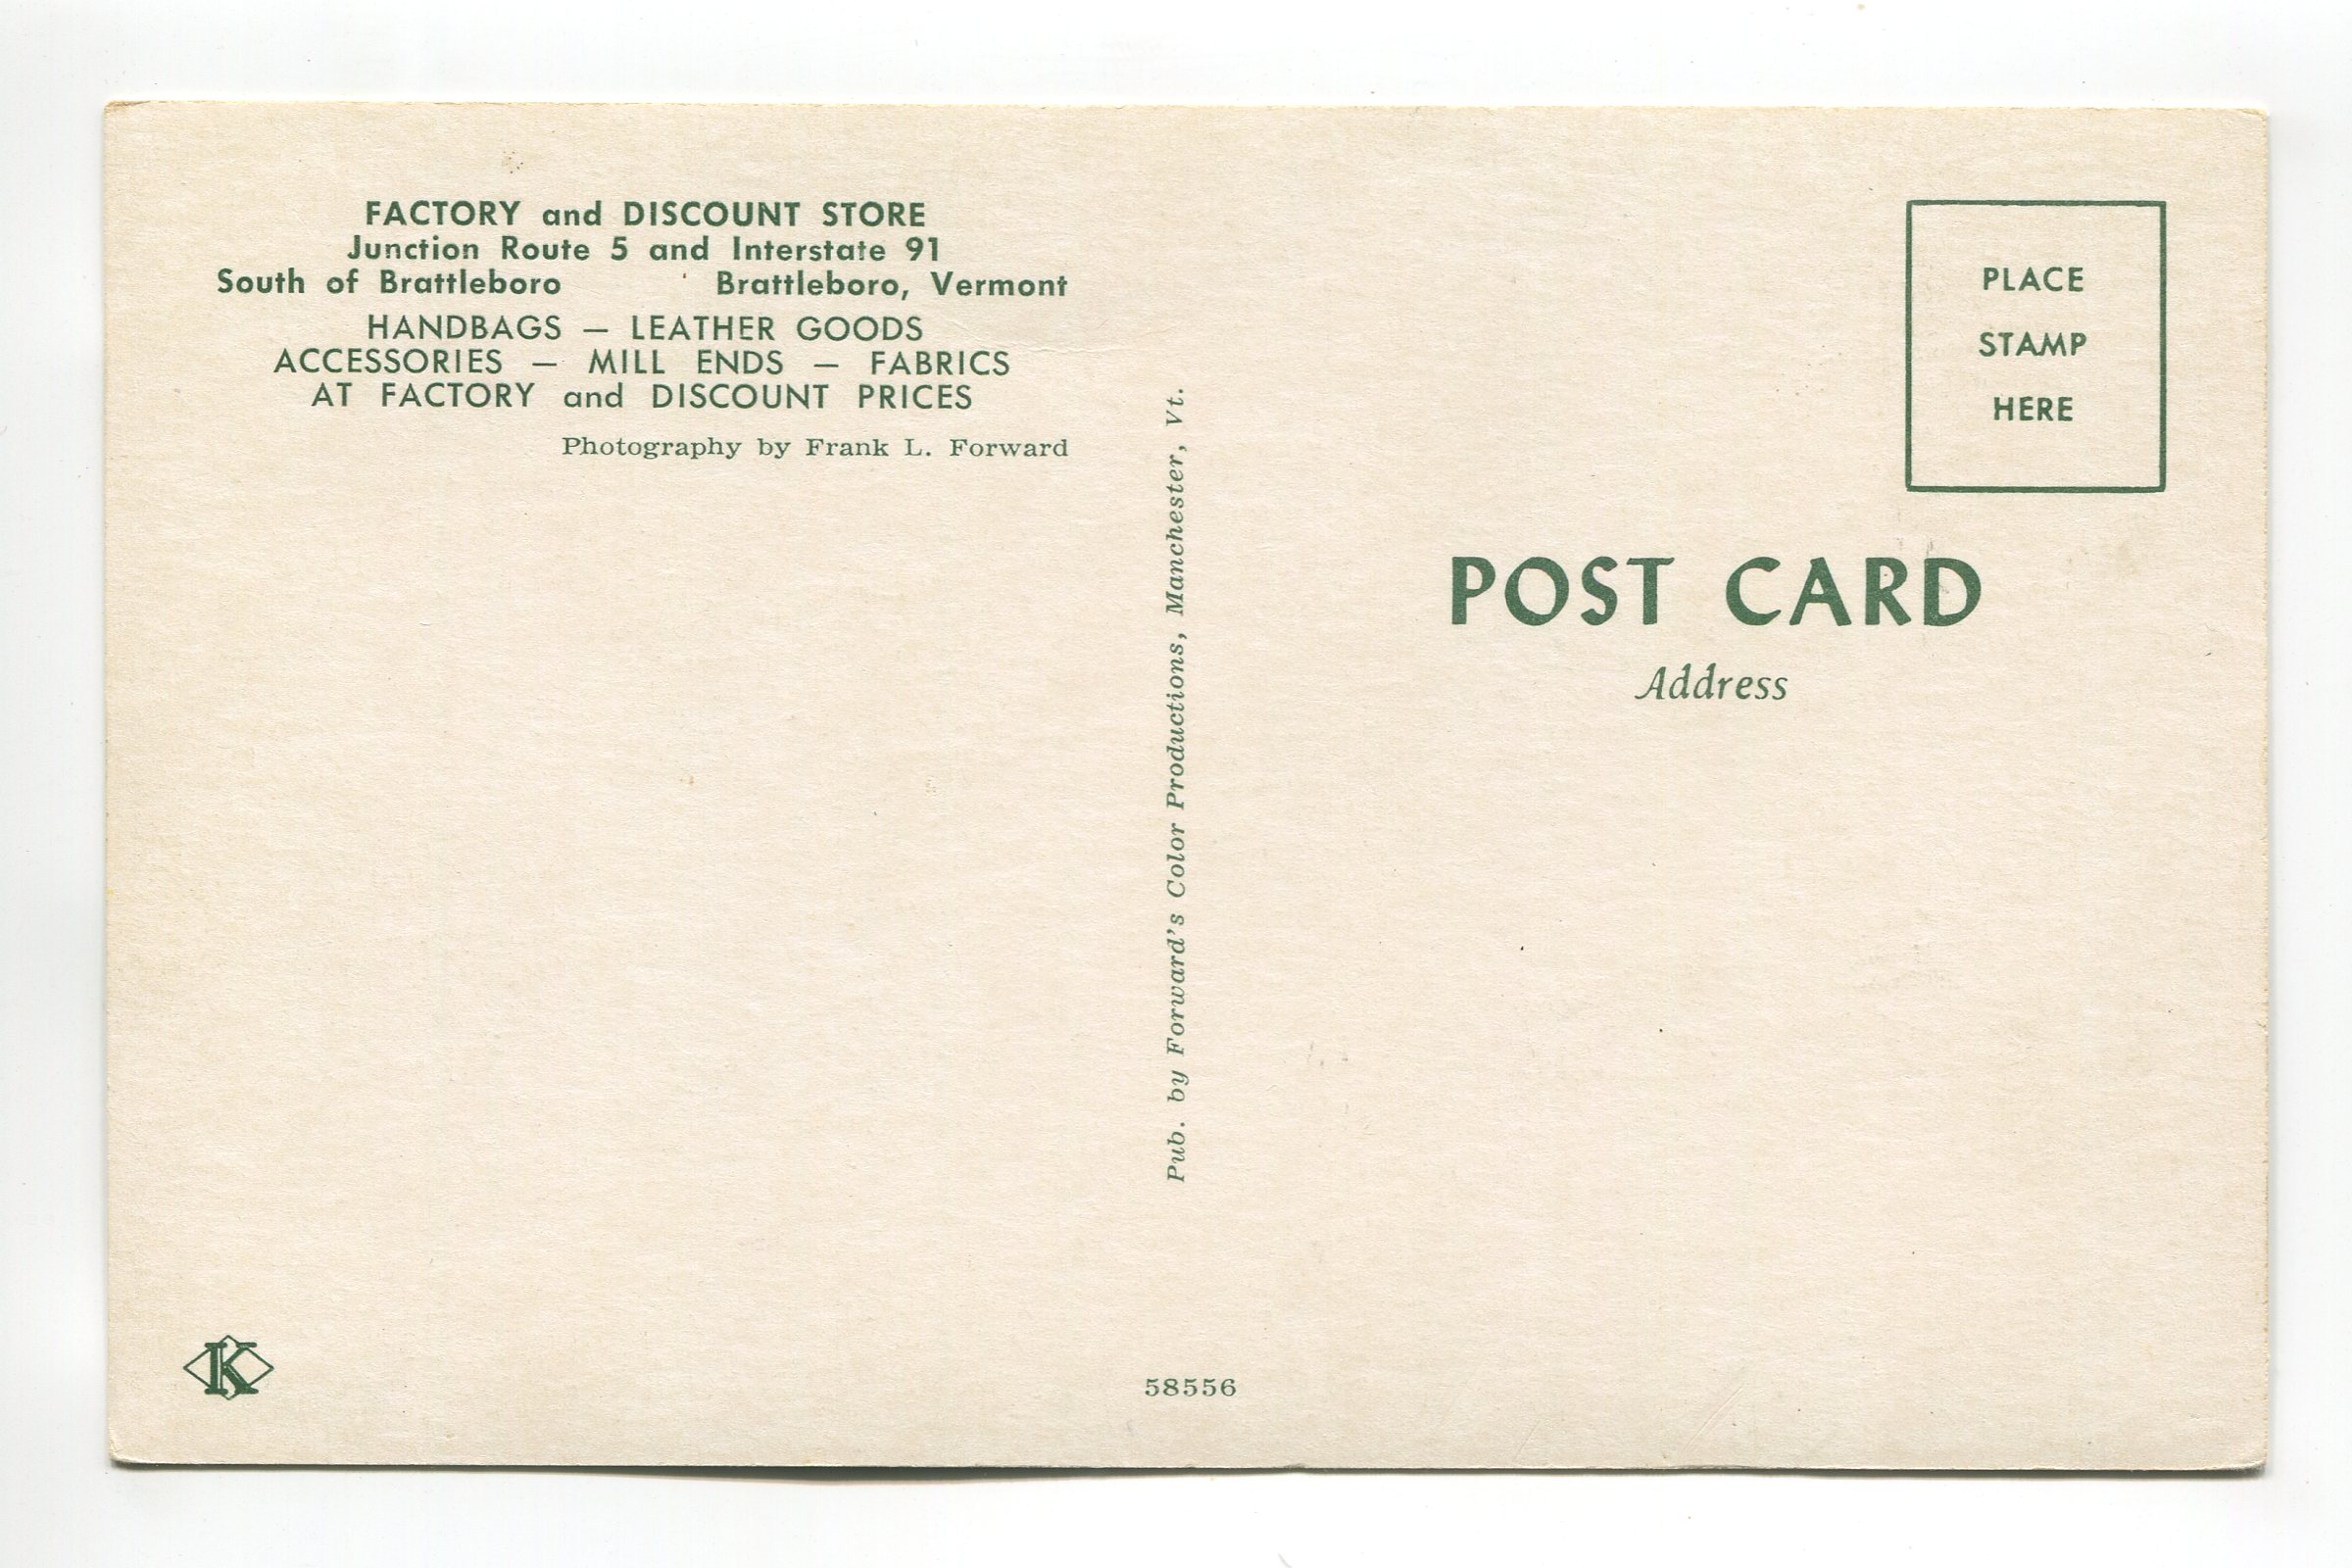 FACTORY and DISCOUNT STORE
Junction Route 5 and Interstate 91
South of Brattleboro Brattleboro, Vermont
HANDBAGS — LEATHER GOODS
ACCESSORIES — MILL ENDS — FABRICS
AT FACTORY and DISCOUNT PRICES
Photography by Frank L. Forward
K
Pub. by Forward's Color Productions, Manchester, Vt.
58556
PLACE
STAMP
HERE
POST CARD
Address